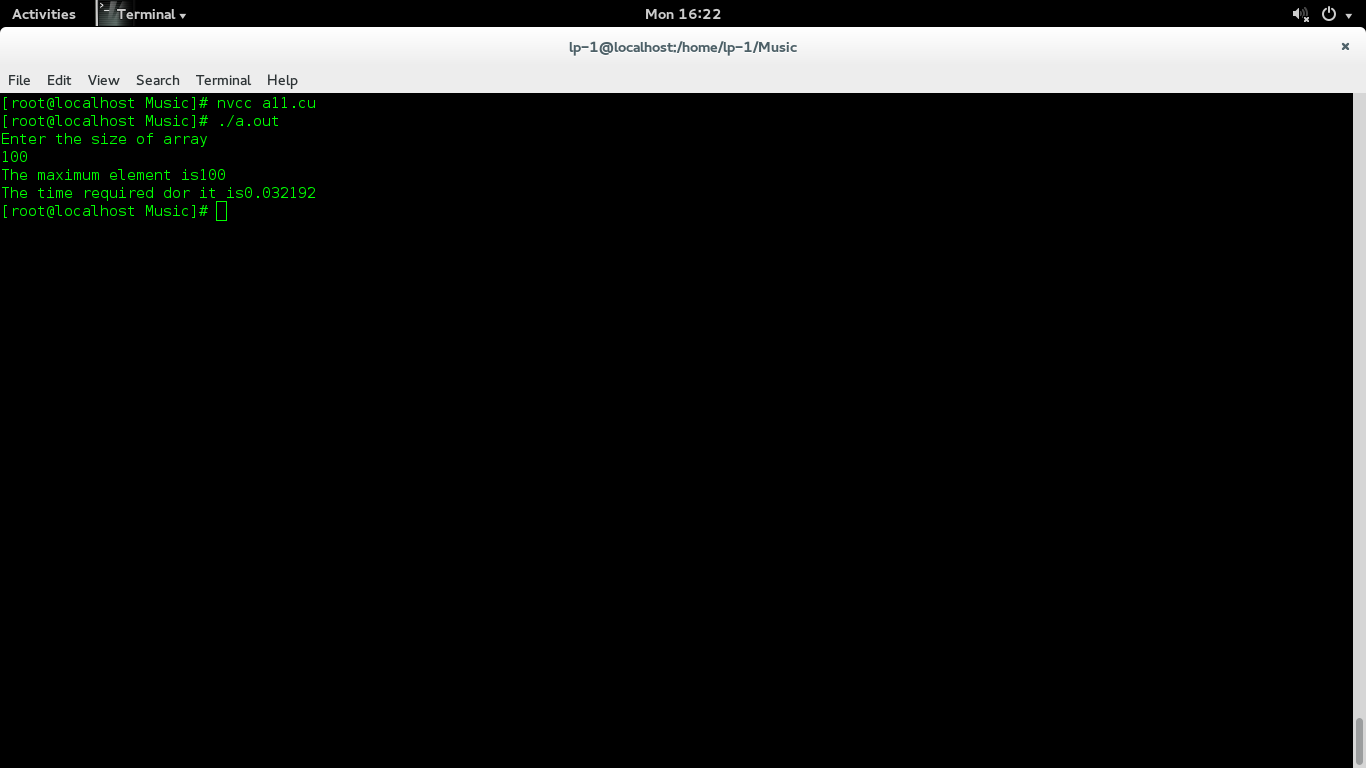 Activities Terminal Mon 16:22
lp-1@localhost:/home/lp-1/Music
File Edit View Search Terminal Help
[root@localhost Music]# nvcc a11.cu
[root@localhost Music]# ./a.out
Enter the size of array
100
The maximum element is100
The time required dor it is0.032192
[root@localhost Music]#